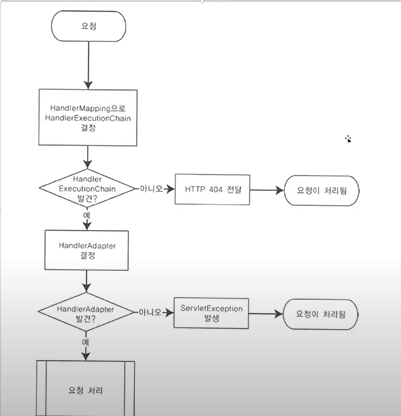 요청
HandlerMapping으로
HandlerExecutionChain
결정
Handler
ExecutionChain
발견?
아니오
HTTP 404 전달
요청이 처리됨
예
HandlerAdapter
결정
HandlerAdapter
발견?
아니오
ServletException
발생
요청이 처리됨
예
요청 처리